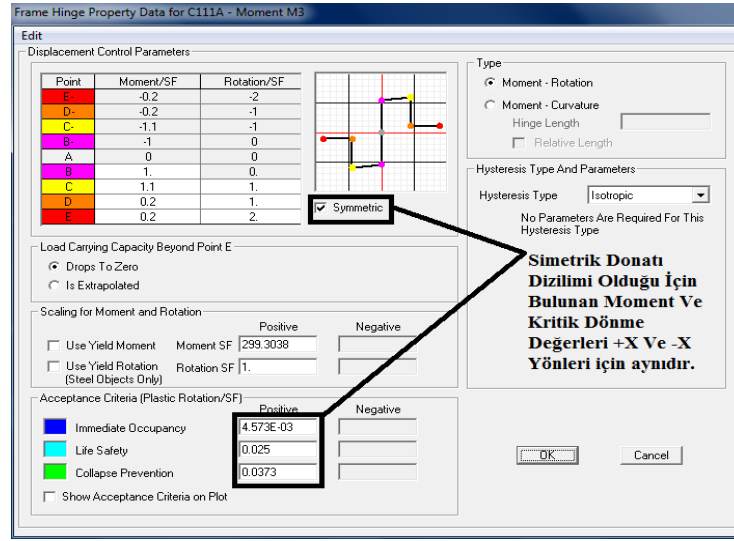 Frame Hinge Property Data for C111A - Moment M3
Edit
Displacement Control Parameters
Point Moment/SF Rotation/SF
E- -0.2 -2
D- -0.2 -1
C- -1.1 -1
B- -1 0
A 0 0
B 1. 0.
C 1.1 1.
D 0.2 1.
E 0.2 2.
Symmetric
Load Carrying Capacity Beyond Point E
Drops To Zero
Is Extrapolated
Scaling for Moment and Rotation
Positive Negative
Use Yield Moment Moment SF 299.3038
Use Yield Rotation Rotation SF 1.
(Steel Objects Only)
Acceptance Criteria (Plastic Rotation/SF)
Positive Negative
Immediate Occupancy 4.573E-03
Life Safety 0.025
Collapse Prevention 0.0373
Show Acceptance Criteria on Plot
Type
Moment - Rotation
Moment - Curvature
Hinge Length
Relative Length
Hysteresis Type And Parameters
Hysteresis Type Isotropic
No Parameters Are Required For This
Hysteresis Type
Simetrik Donatı
Dizilimi Olduğu İçin
Bulunan Moment Ve
Kritik Dönme
Değerleri +X Ve -X
Yönleri için aynıdır.
OK Cancel